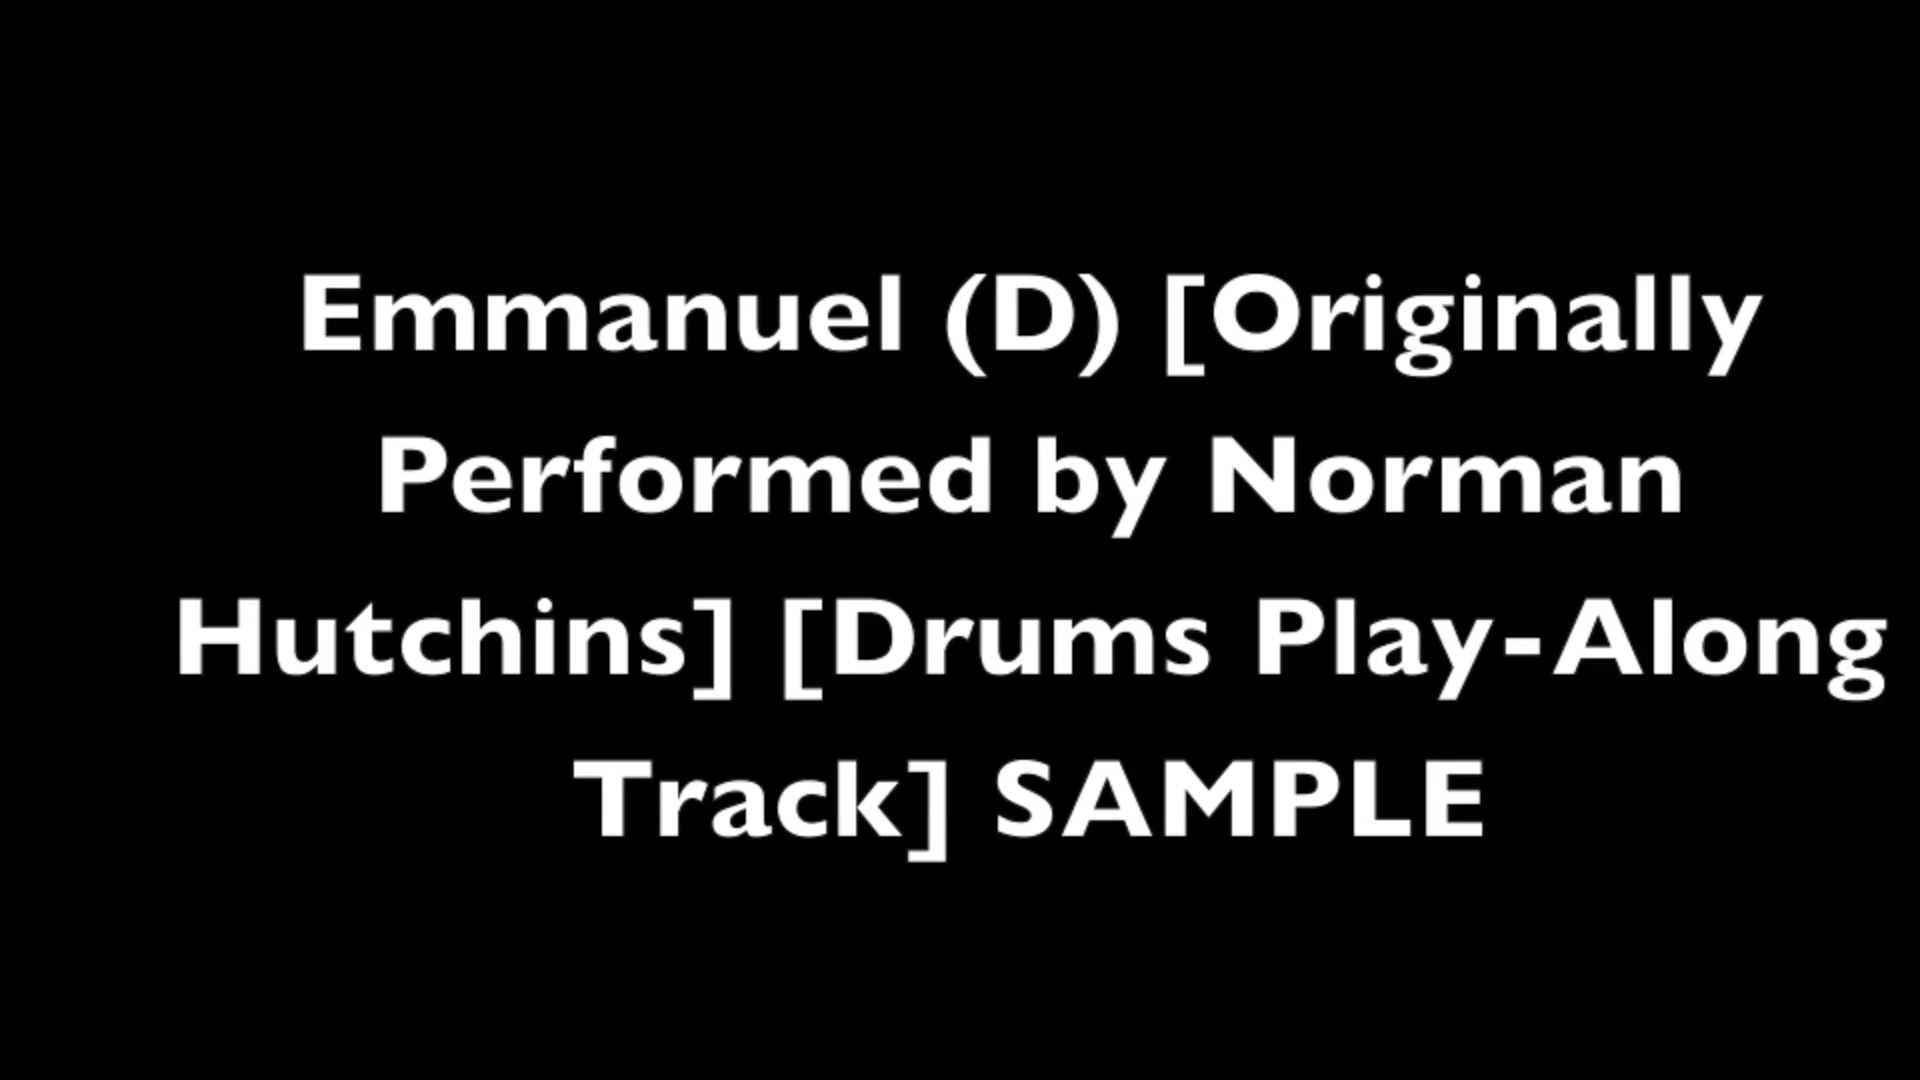 Emmanuel (D) [Originally
Performed by Norman
Hutchins] [Drums Play-Along
Track] SAMPLE